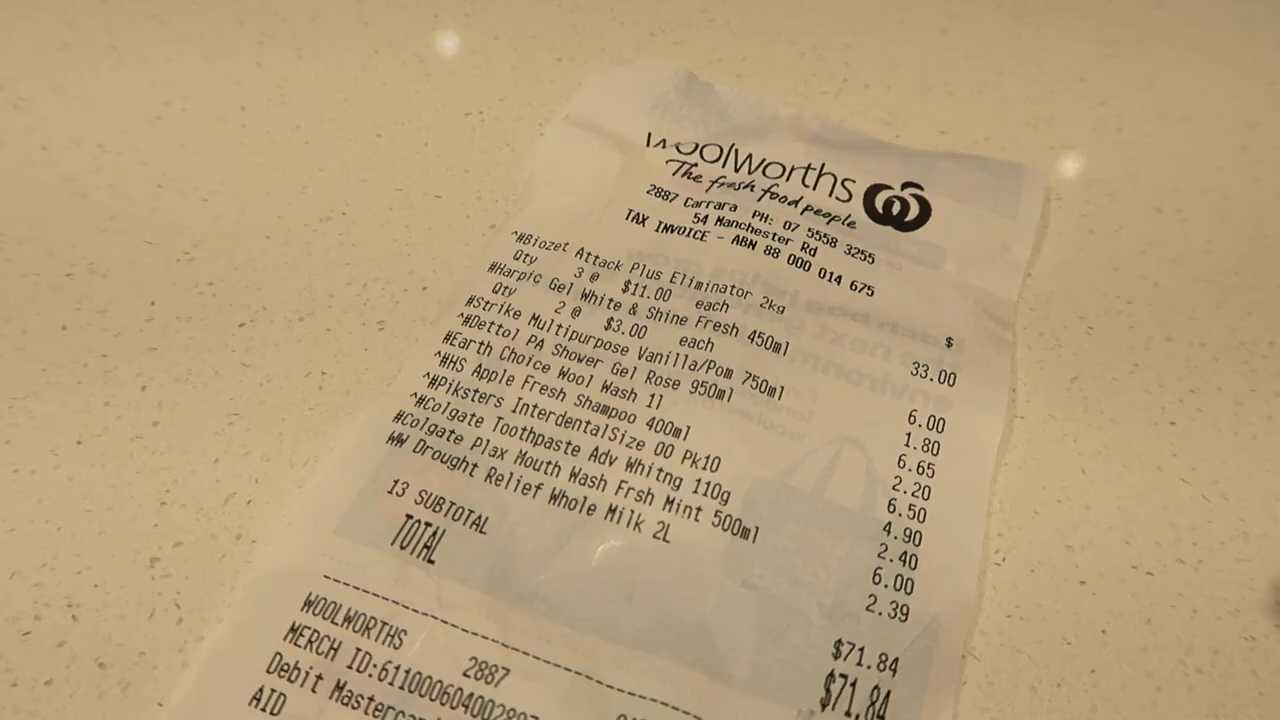 Woolworths
The fresh food people
2887 Carrara PH: 07 5558 3255
54 Manchester Rd
TAX INVOICE - ABN 88 000 014 675
$
^#Biozet Attack Plus Eliminator 2kg
Qty 3 @ $11.00 each 33.00
#Harpic Gel White & Shine Fresh 450ml
Qty 2 @ $3.00 each 6.00
#Strike Multipurpose Vanilla/Pom 750ml 1.80
^#Dettol PA Shower Gel Rose 950ml 6.65
#Earth Choice Wool Wash 1l 2.20
^#HS Apple Fresh Shampoo 400ml 6.50
^#Piksters InterdentalSize 00 Pk10 4.90
^#Colgate Toothpaste Adv Whitng 110g 2.40
#Colgate Plax Mouth Wash Frsh Mint 500ml 6.00
WW Drought Relief Whole Milk 2L 2.39
13 SUBTOTAL $71.84
TOTAL $71.84
WOOLWORTHS 2887
MERCH ID:611000604002887
Debit Mastercard
AID